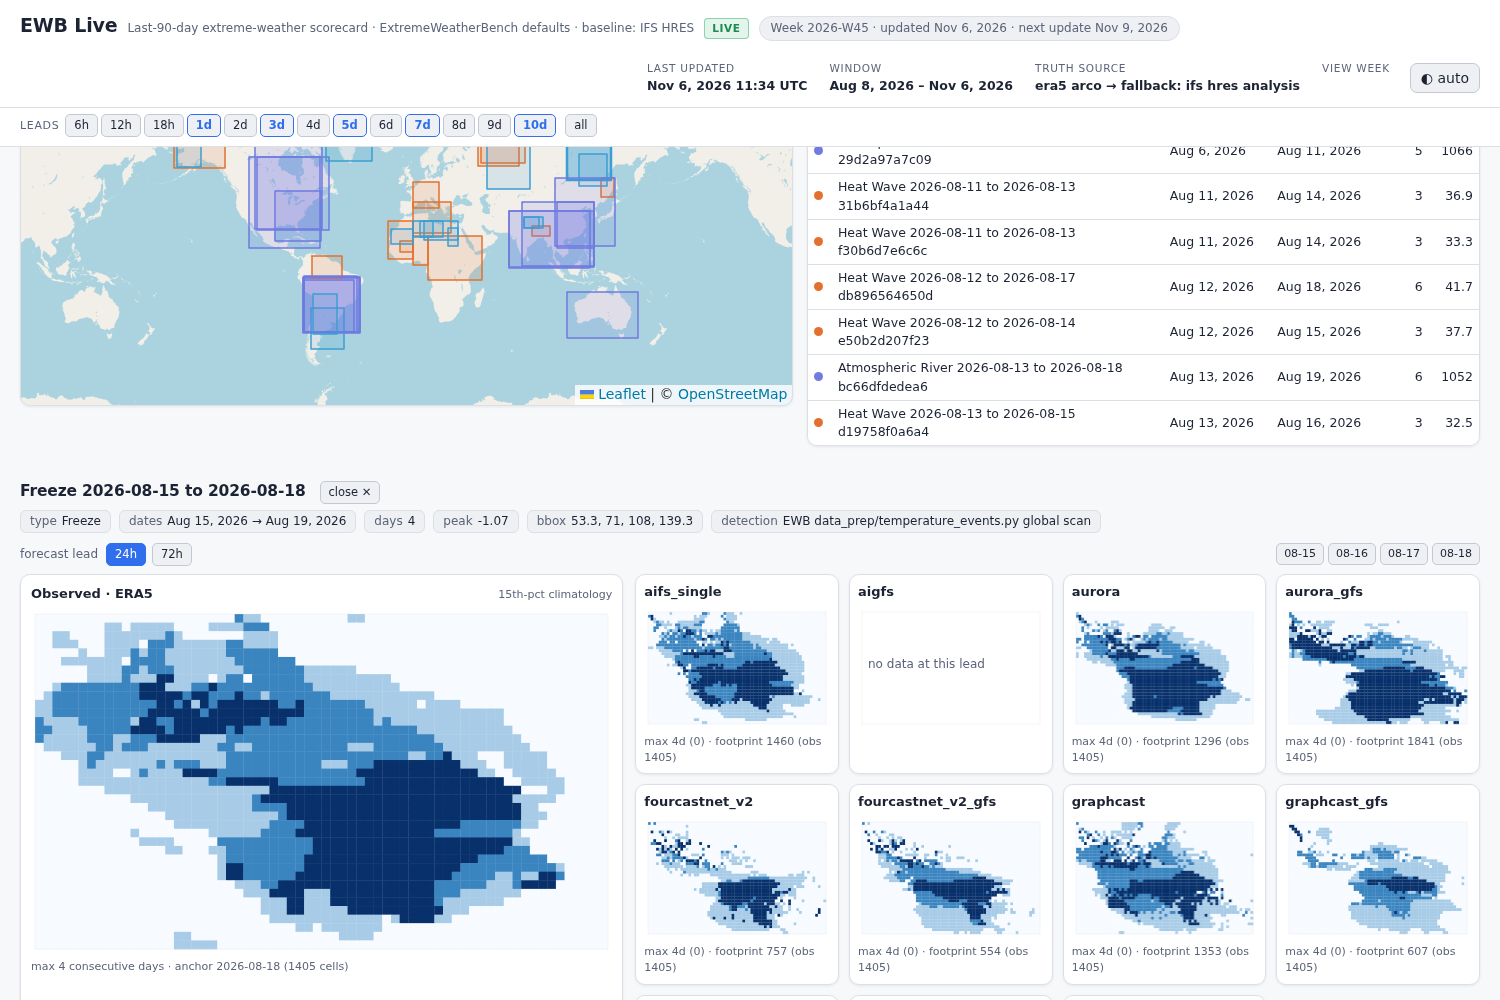 EWB Live Last-90-day extreme-weather scorecard · ExtremeWeatherBench defaults · baseline: IFS HRES LIVE Week 2026-W45 · updated Nov 6, 2026 · next update Nov 9, 2026
LAST UPDATED WINDOW TRUTH SOURCE VIEW WEEK
Nov 6, 2026 11:34 UTC Aug 8, 2026 – Nov 6, 2026 era5 arco → fallback: ifs hres analysis ◐ auto
LEADS 6h 12h 18h 1d 2d 3d 4d 5d 6d 7d 8d 9d 10d all
29d2a97a7c09 Aug 6, 2026 Aug 11, 2026 5 1066
Heat Wave 2026-08-11 to 2026-08-13
31b6bf4a1a44 Aug 11, 2026 Aug 14, 2026 3 36.9
Heat Wave 2026-08-11 to 2026-08-13
f30b6d7e6c6c Aug 11, 2026 Aug 14, 2026 3 33.3
Heat Wave 2026-08-12 to 2026-08-17
db896564650d Aug 12, 2026 Aug 18, 2026 6 41.7
Heat Wave 2026-08-12 to 2026-08-14
e50b2d207f23 Aug 12, 2026 Aug 15, 2026 3 37.7
Atmospheric River 2026-08-13 to 2026-08-18
bc66dfdedea6 Aug 13, 2026 Aug 19, 2026 6 1052
Heat Wave 2026-08-13 to 2026-08-15
d19758f0a6a4 Aug 13, 2026 Aug 16, 2026 3 32.5
Leaflet | © OpenStreetMap
Freeze 2026-08-15 to 2026-08-18 close ✕
type Freeze dates Aug 15, 2026 → Aug 19, 2026 days 4 peak -1.07 bbox 53.3, 71, 108, 139.3 detection EWB data_prep/temperature_events.py global scan
forecast lead 24h 72h 08-15 08-16 08-17 08-18
Observed · ERA5 15th-pct climatology
max 4 consecutive days · anchor 2026-08-18 (1405 cells)
aifs_single aigfs aurora aurora_gfs
no data at this lead
max 4d (0) · footprint 1460 (obs
1405)
max 4d (0) · footprint 1296 (obs
1405)
max 4d (0) · footprint 1841 (obs
1405)
fourcastnet_v2 fourcastnet_v2_gfs graphcast graphcast_gfs
max 4d (0) · footprint 757 (obs
1405)
max 4d (0) · footprint 554 (obs
1405)
max 4d (0) · footprint 1353 (obs
1405)
max 4d (0) · footprint 607 (obs
1405)